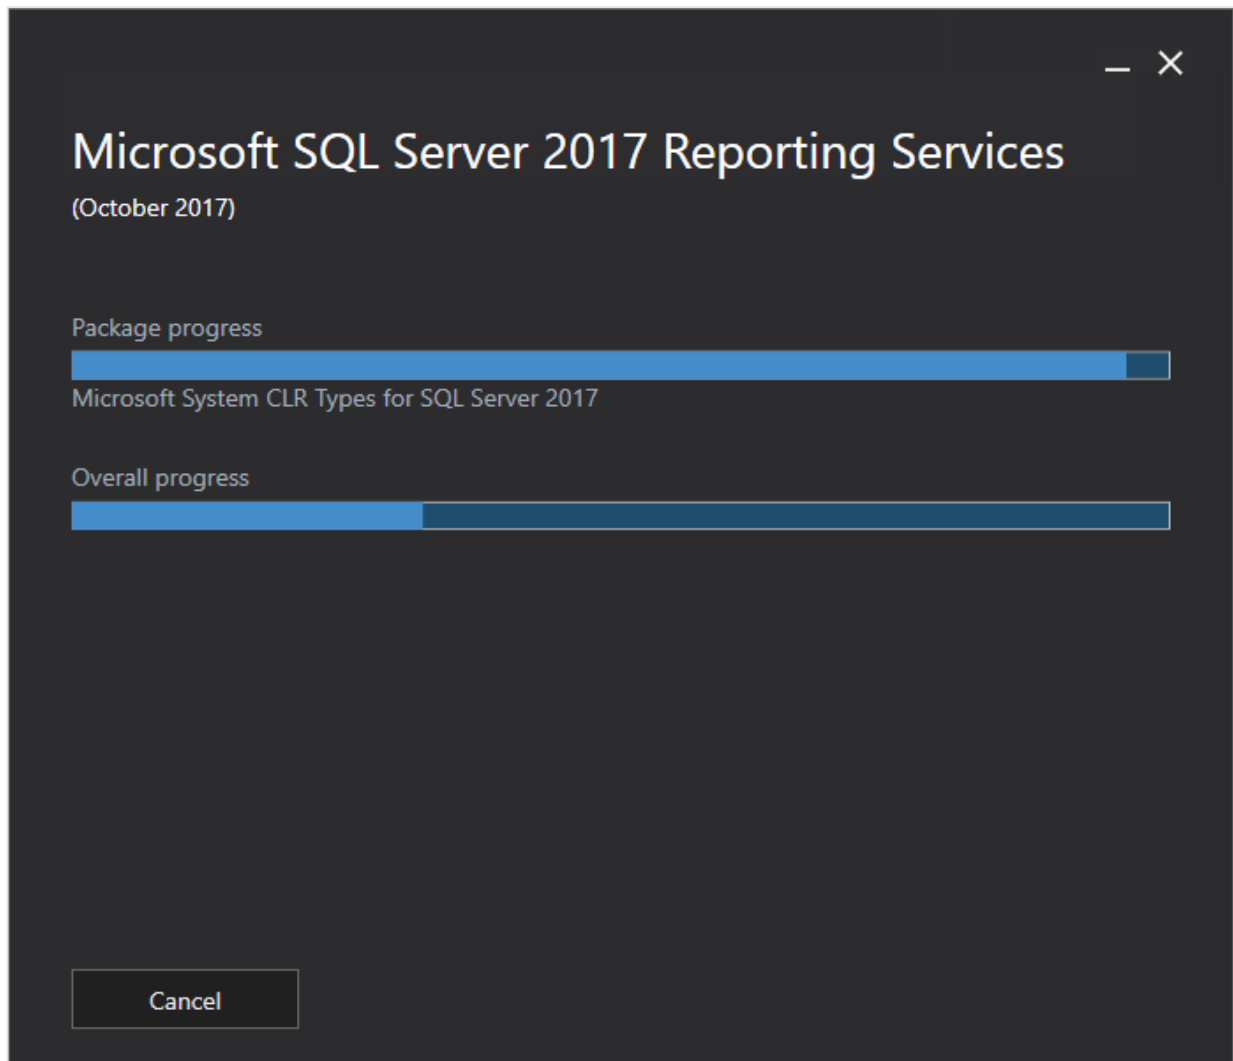 Microsoft SQL Server 2017 Reporting Services
(October 2017)
Package progress
Microsoft System CLR Types for SQL Server 2017
Overall progress
Cancel